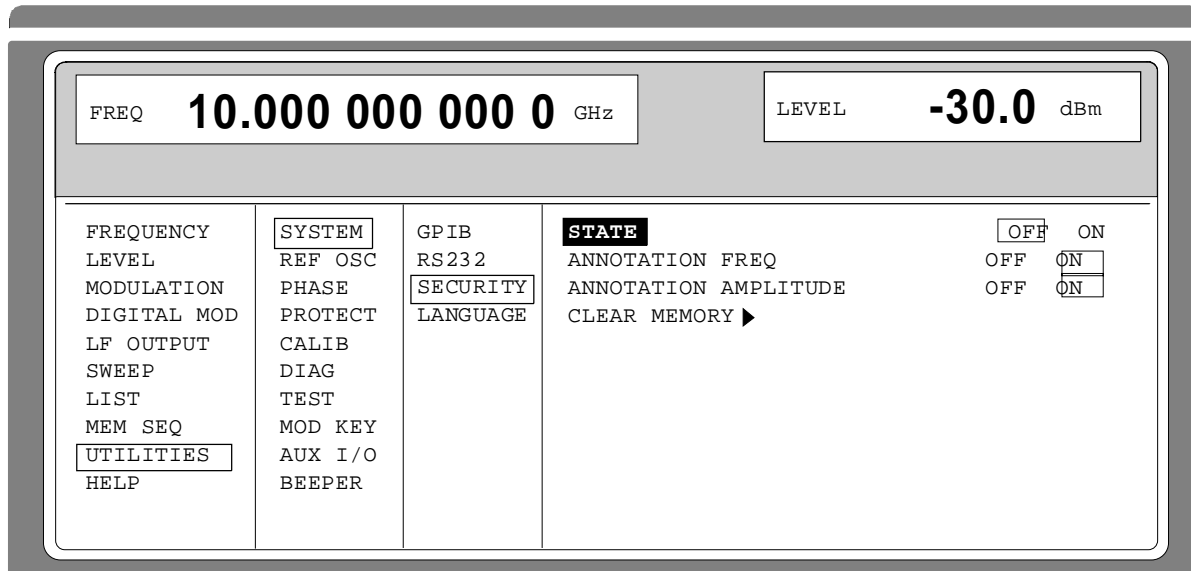 FREQ 10.000 000 000 0 GHz
LEVEL -30.0 dBm
FREQUENCY SYSTEM GPIB STATE OFF ON
LEVEL REF OSC RS232 ANNOTATION FREQ OFF ON
MODULATION PHASE SECURITY ANNOTATION AMPLITUDE OFF ON
DIGITAL MOD PROTECT LANGUAGE CLEAR MEMORY
LF OUTPUT CALIB
SWEEP DIAG
LIST TEST
MEM SEQ MOD KEY
UTILITIES AUX I/O
HELP BEEPER